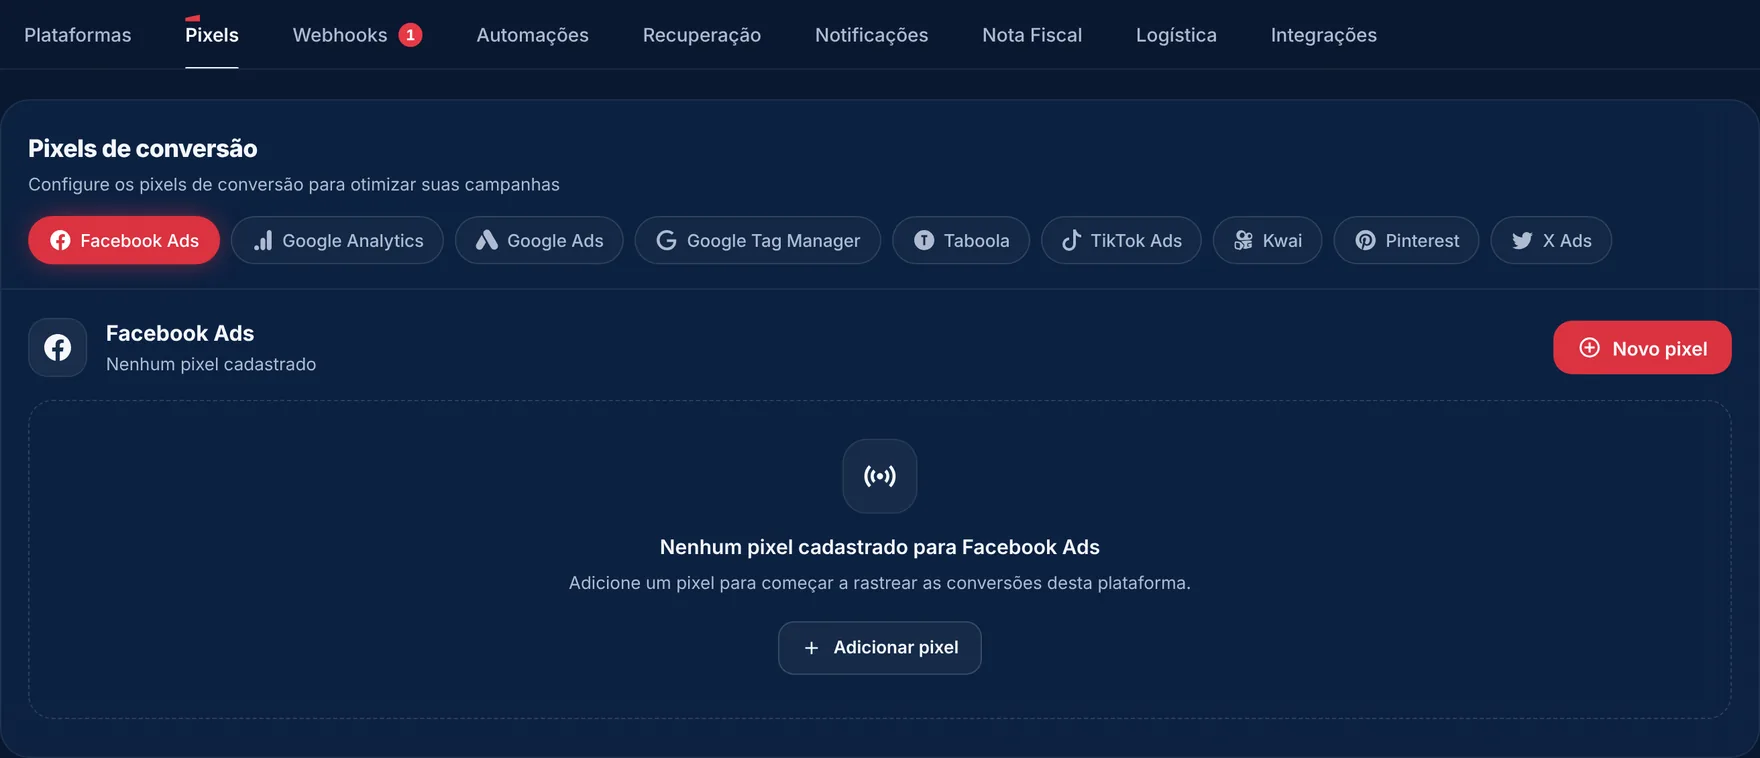 Plataformas
Pixels
Webhooks 1
Automações
Recuperação
Notificações
Nota Fiscal
Logística
Integrações
Pixels de conversão
Configure os pixels de conversão para otimizar suas campanhas
Facebook Ads
Google Analytics
Google Ads
Google Tag Manager
Taboola
TikTok Ads
Kwai
Pinterest
X Ads
Facebook Ads
Nenhum pixel cadastrado
Novo pixel
Nenhum pixel cadastrado para Facebook Ads
Adicione um pixel para começar a rastrear as conversões desta plataforma.
+ Adicionar pixel